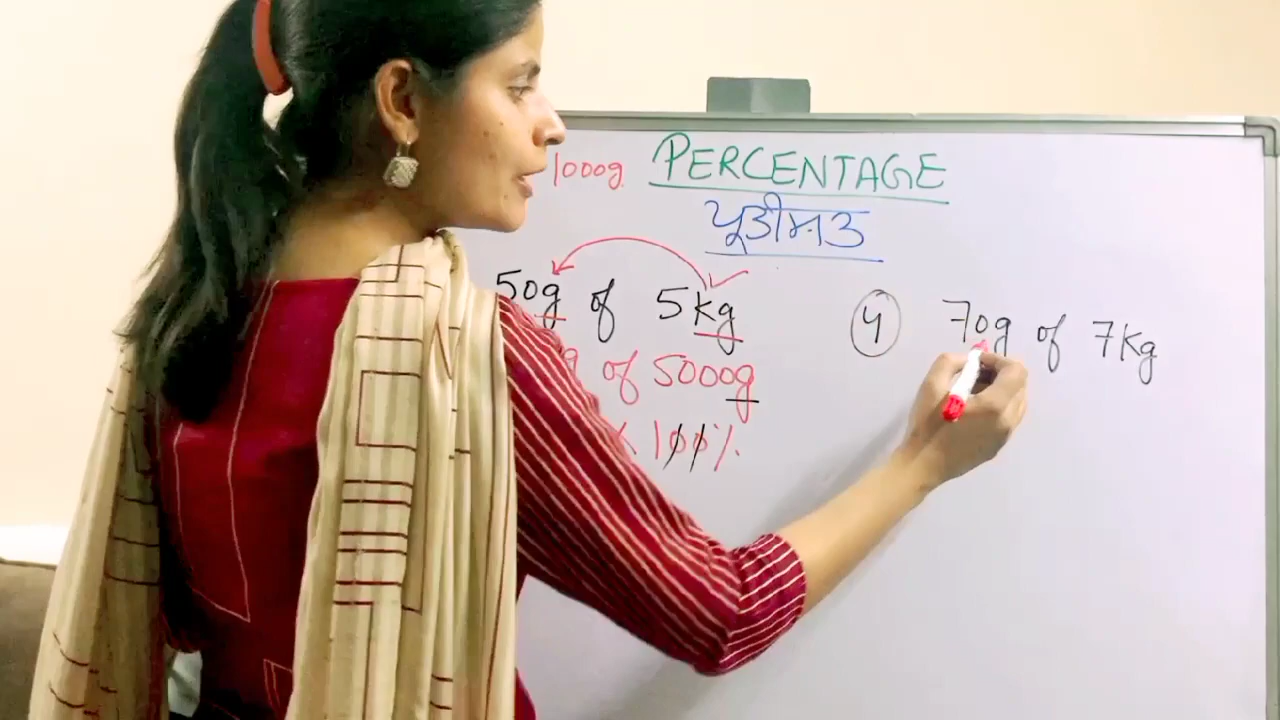 1000g PERCENTAGE
ਪ੍ਰਤੀਸ਼ਤ
50g of 5kg
g of 5000g
× 100%
4 70g of 7Kg